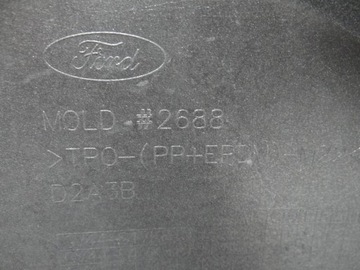 Ford
MOLD #2688
>TPO-(PP+EPDM)-
D2A3B